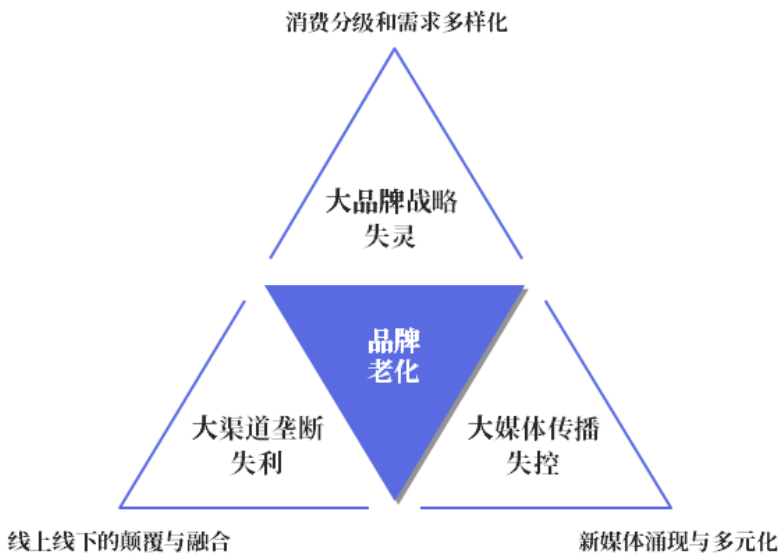 消费分级和需求多样化
大品牌战略
失灵
品牌
老化
大渠道垄断
失利
大媒体传播
失控
线上线下的颠覆与融合
新媒体涌现与多元化